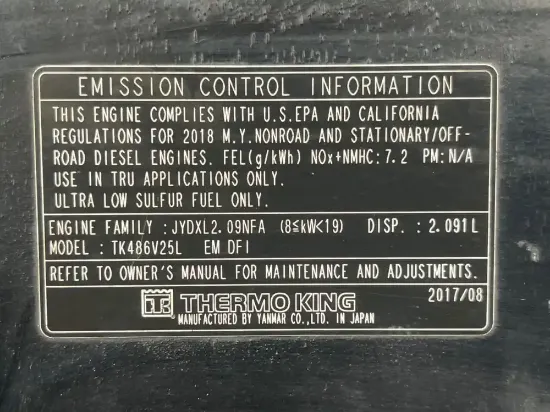 EMISSION CONTROL INFORMATION
THIS ENGINE COMPLIES WITH U.S.EPA AND CALIFORNIA
REGULATIONS FOR 2018 M.Y.NONROAD AND STATIONARY/OFF-
ROAD DIESEL ENGINES. FEL(g/kWh) NOx+NMHC:7.2 PM:N/A
USE IN TRU APPLICATIONS ONLY.
ULTRA LOW SULFUR FUEL ONLY.
ENGINE FAMILY :JYDXL2.09NFA (8≦kW<19) DISP.:2.091L
MODEL : TK486V25L EM DFI
REFER TO OWNER'S MANUAL FOR MAINTENANCE AND ADJUSTMENTS.
THERMO KING 2017/08
MANUFACTURED BY YANMAR CO.,LTD. IN JAPAN